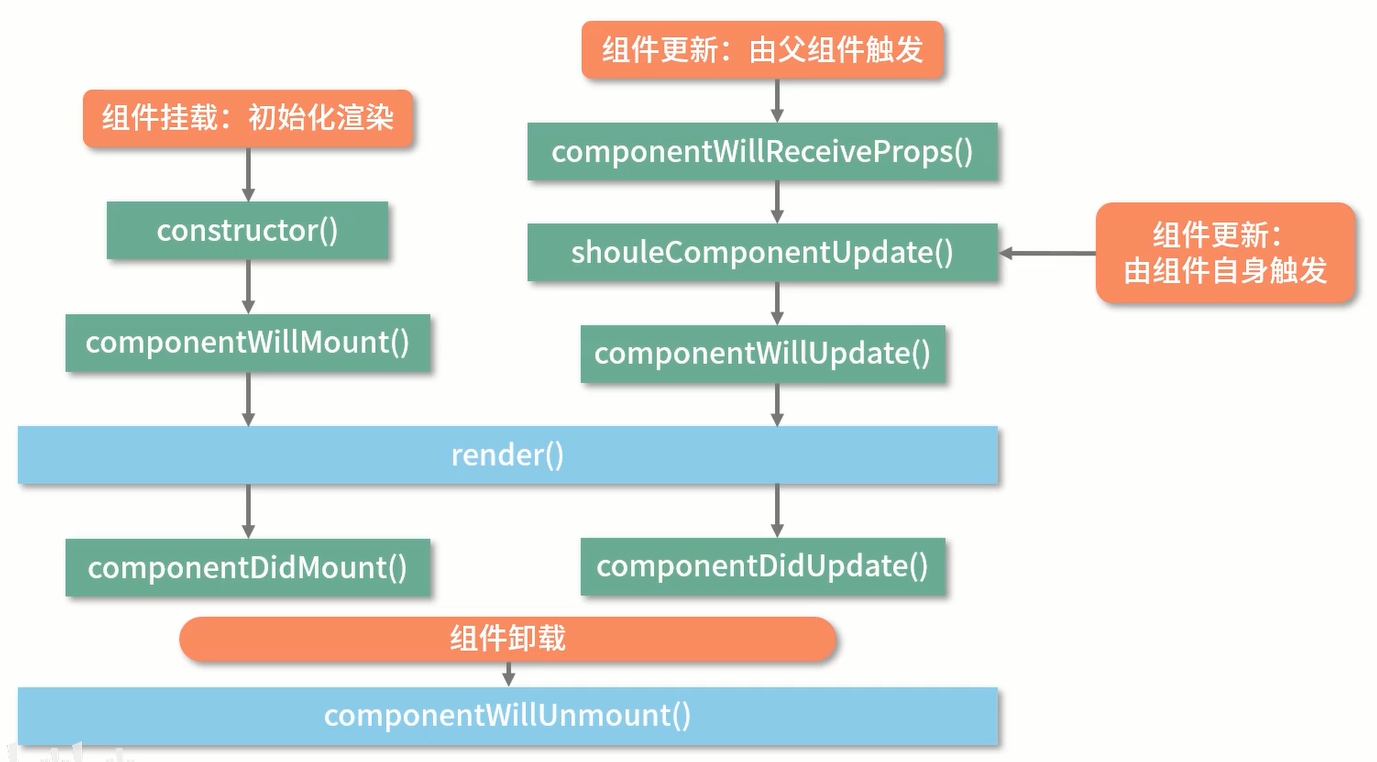 组件挂载：初始化渲染
constructor()
componentWillMount()
组件更新：由父组件触发
componentWillReceiveProps()
shouleComponentUpdate()
组件更新：
由组件自身触发
componentWillUpdate()
render()
componentDidMount()
componentDidUpdate()
组件卸载
componentWillUnmount()